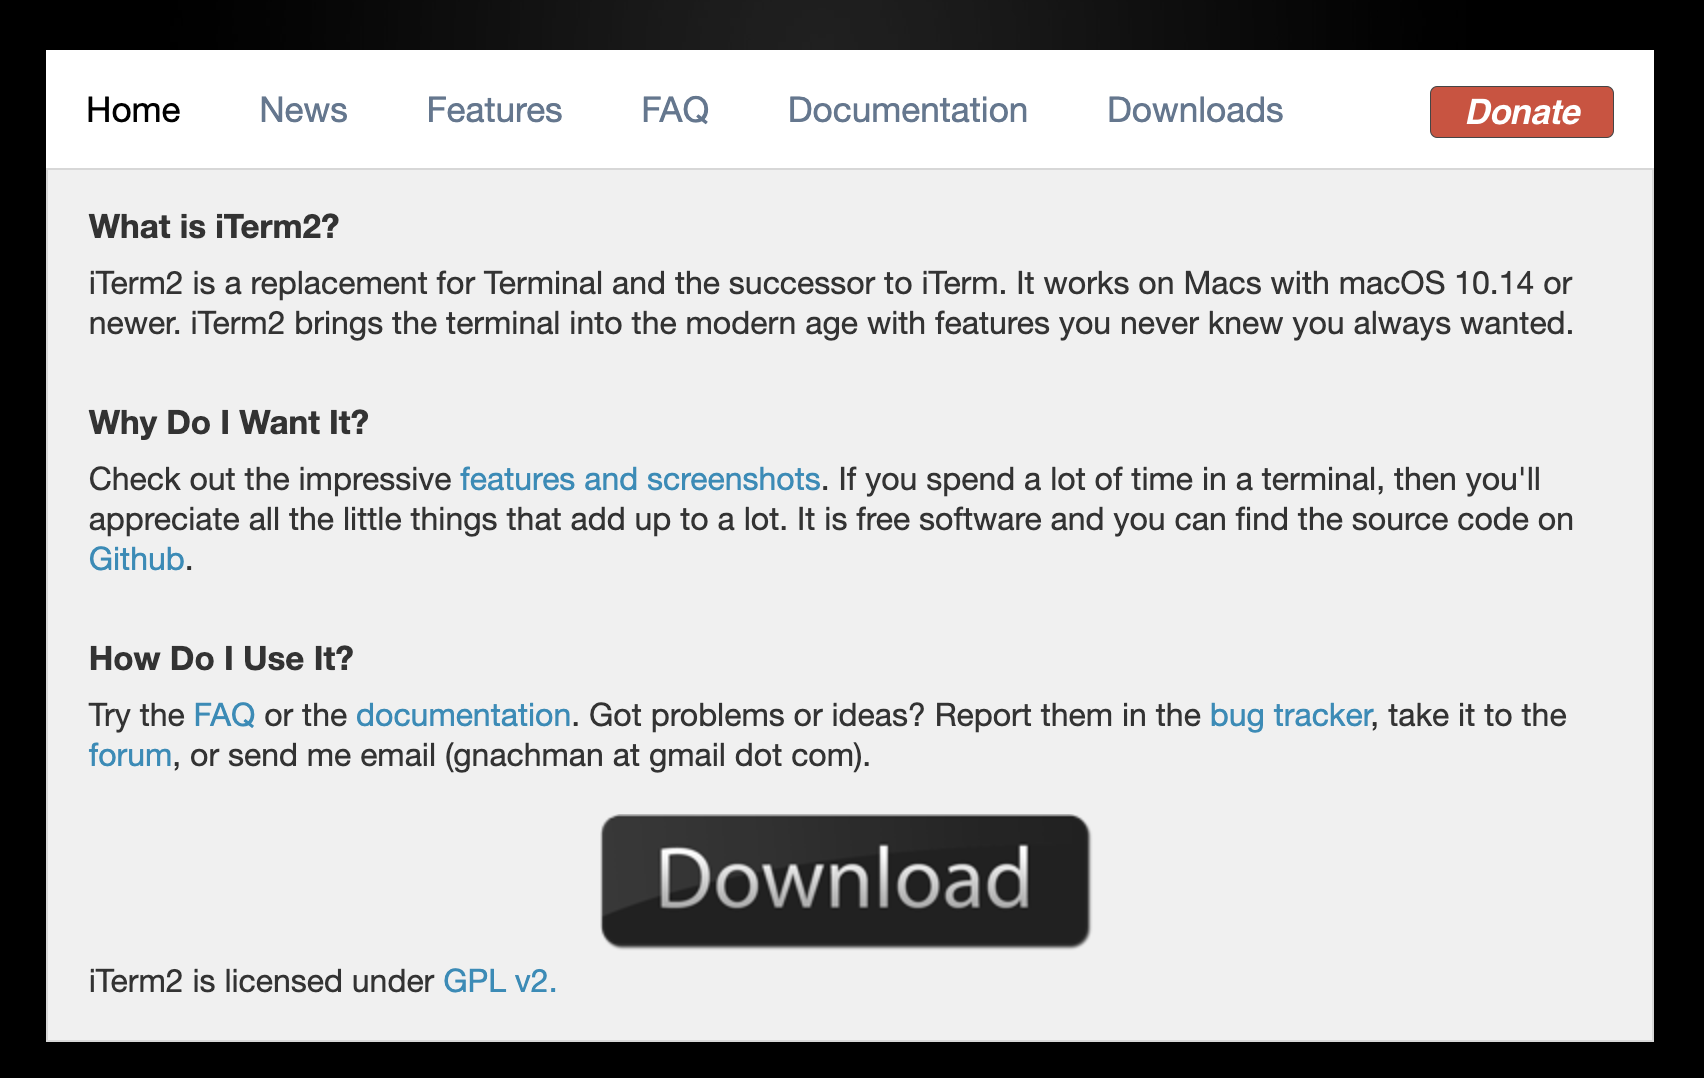 Home News Features FAQ Documentation Downloads Donate
What is iTerm2?
iTerm2 is a replacement for Terminal and the successor to iTerm. It works on Macs with macOS 10.14 or
newer. iTerm2 brings the terminal into the modern age with features you never knew you always wanted.
Why Do I Want It?
Check out the impressive features and screenshots. If you spend a lot of time in a terminal, then you'll
appreciate all the little things that add up to a lot. It is free software and you can find the source code on
Github.
How Do I Use It?
Try the FAQ or the documentation. Got problems or ideas? Report them in the bug tracker, take it to the
forum, or send me email (gnachman at gmail dot com).
Download
iTerm2 is licensed under GPL v2.